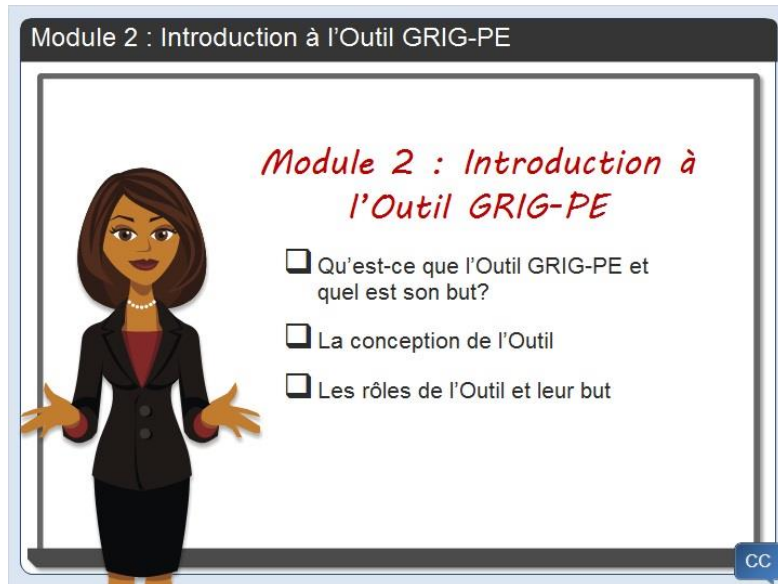 Module 2 : Introduction à l’Outil GRIG-PE
Module 2 : Introduction à
l’Outil GRIG-PE
Qu’est-ce que l’Outil GRIG-PE et
quel est son but?
La conception de l’Outil
Les rôles de l’Outil et leur but
CC